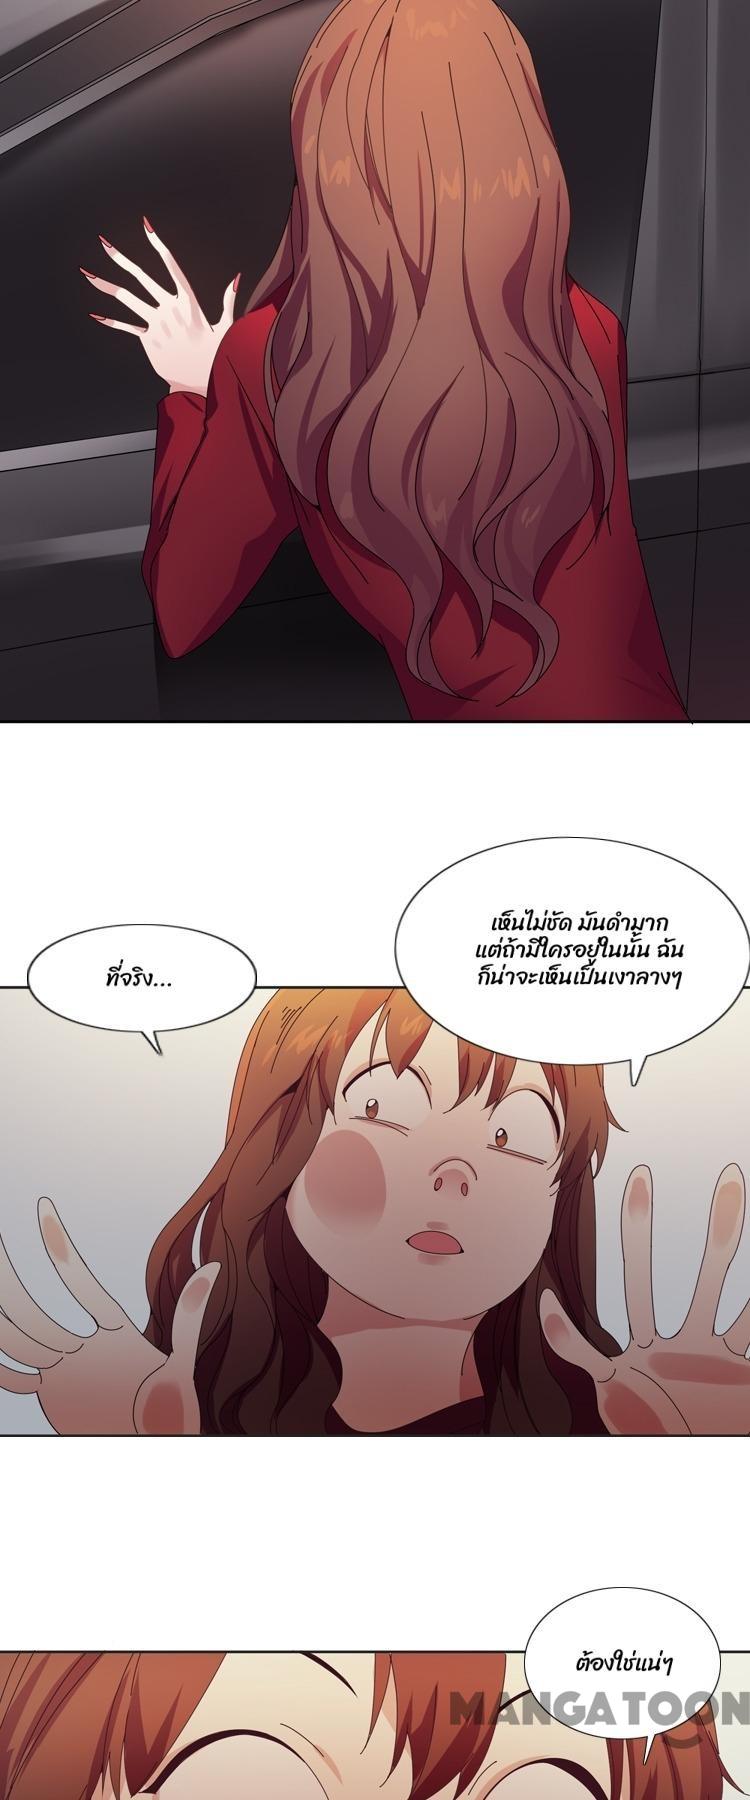 เห็นไม่ชัด มันดำมาก
แต่ถ้ามีใครอยู่ในนั้น ฉัน
ก็น่าจะเห็นเป็นเงาลางๆ
ที่จริง...
ต้องใช่แน่ๆ
MANGATOON